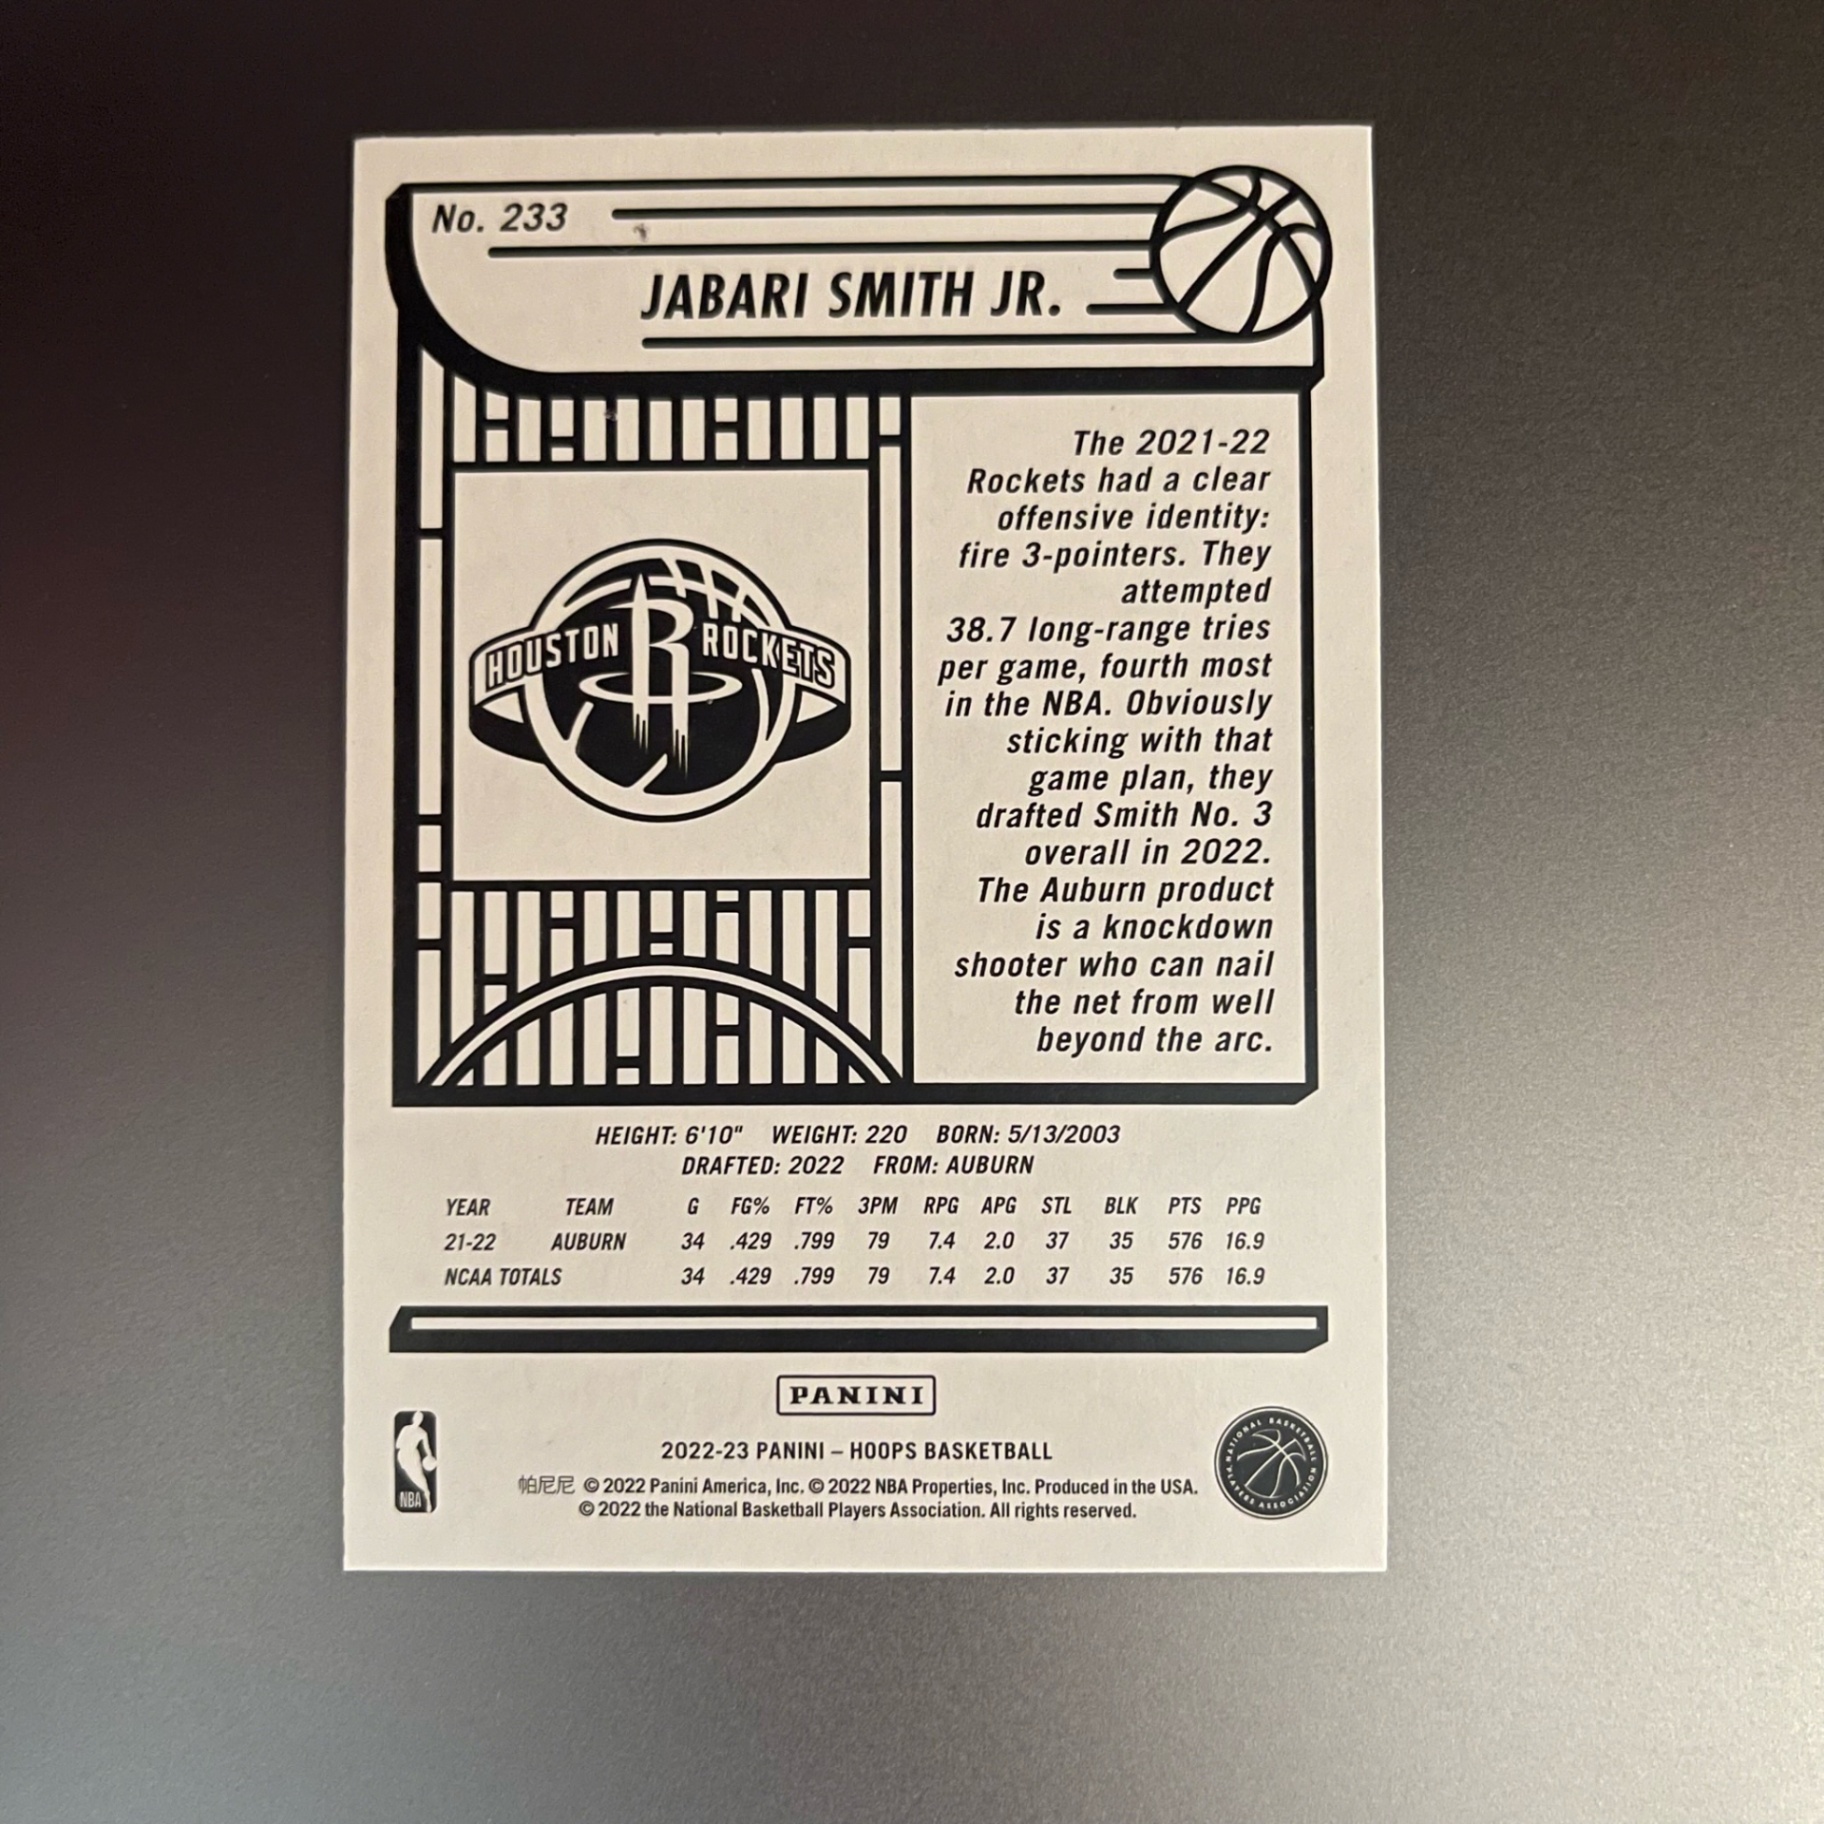 No. 233
JABARI SMITH JR.
HOUSTON R ROCKETS
The 2021-22
Rockets had a clear
offensive identity:
fire 3-pointers. They
attempted
38.7 long-range tries
per game, fourth most
in the NBA. Obviously
sticking with that
game plan, they
drafted Smith No. 3
overall in 2022.
The Auburn product
is a knockdown
shooter who can nail
the net from well
beyond the arc.
HEIGHT: 6'10" WEIGHT: 220 BORN: 5/13/2003
DRAFTED: 2022 FROM: AUBURN
YEAR TEAM G FG% FT% 3PM RPG APG STL BLK PTS PPG
21-22 AUBURN 34 .429 .799 79 7.4 2.0 37 35 576 16.9
NCAA TOTALS 34 .429 .799 79 7.4 2.0 37 35 576 16.9
PANINI
2022-23 PANINI – HOOPS BASKETBALL
帕尼尼 © 2022 Panini America, Inc. © 2022 NBA Properties, Inc. Produced in the USA.
© 2022 the National Basketball Players Association. All rights reserved.
NBA
NATIONAL BASKETBALL PLAYERS ASSOCIATION